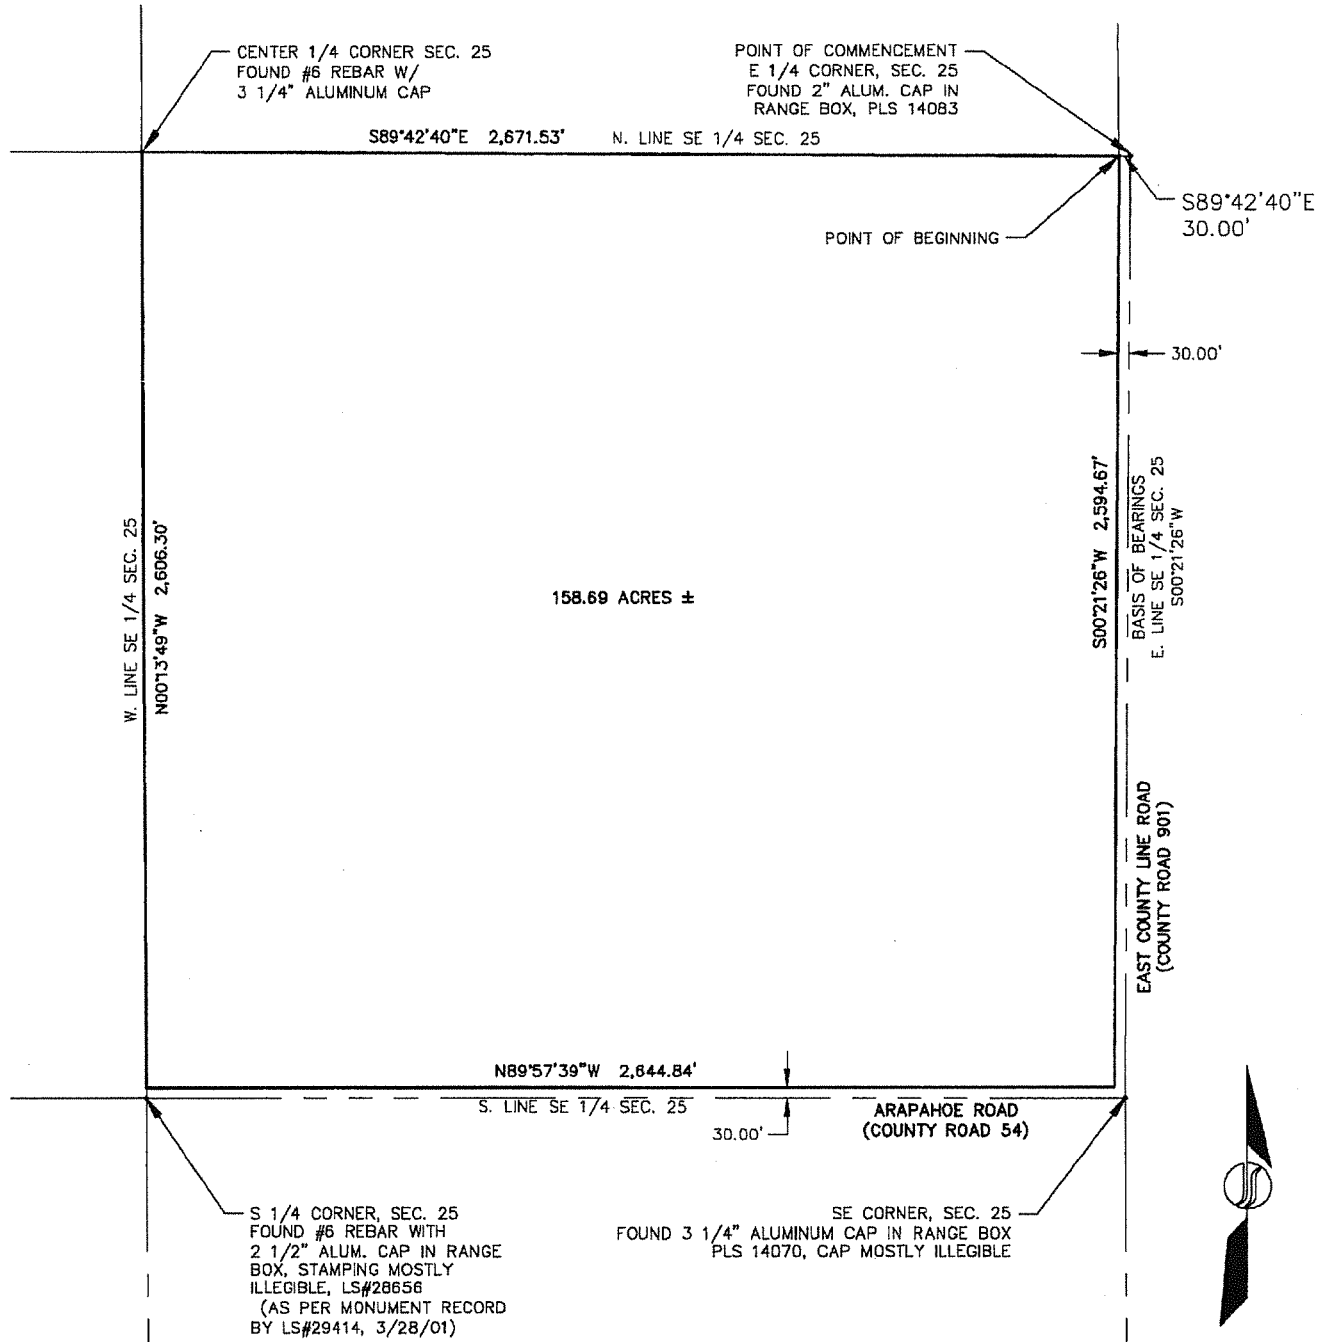 CENTER 1/4 CORNER SEC. 25
FOUND #6 REBAR W/
3 1/4" ALUMINUM CAP
POINT OF COMMENCEMENT
E 1/4 CORNER, SEC. 25
FOUND 2" ALUM. CAP IN
RANGE BOX, PLS 14083
S89°42'40"E 2,671.53' N. LINE SE 1/4 SEC. 25
S89°42'40"E
30.00'
POINT OF BEGINNING
30.00'
W. LINE SE 1/4 SEC. 25
N00°13'49"W 2,606.30'
158.69 ACRES ±
S00°21'26"W 2,594.67'
BASIS OF BEARINGS
E. LINE SE 1/4 SEC. 25
S00°21'26"W
EAST COUNTY LINE ROAD
(COUNTY ROAD 901)
N89°57'39"W 2,644.84'
S. LINE SE 1/4 SEC. 25
30.00'
ARAPAHOE ROAD
(COUNTY ROAD 54)
S 1/4 CORNER, SEC. 25
FOUND #6 REBAR WITH
2 1/2" ALUM. CAP IN RANGE
BOX, STAMPING MOSTLY
ILLEGIBLE, LS#28656
(AS PER MONUMENT RECORD
BY LS#29414, 3/28/01)
SE CORNER, SEC. 25
FOUND 3 1/4" ALUMINUM CAP IN RANGE BOX
PLS 14070, CAP MOSTLY ILLEGIBLE